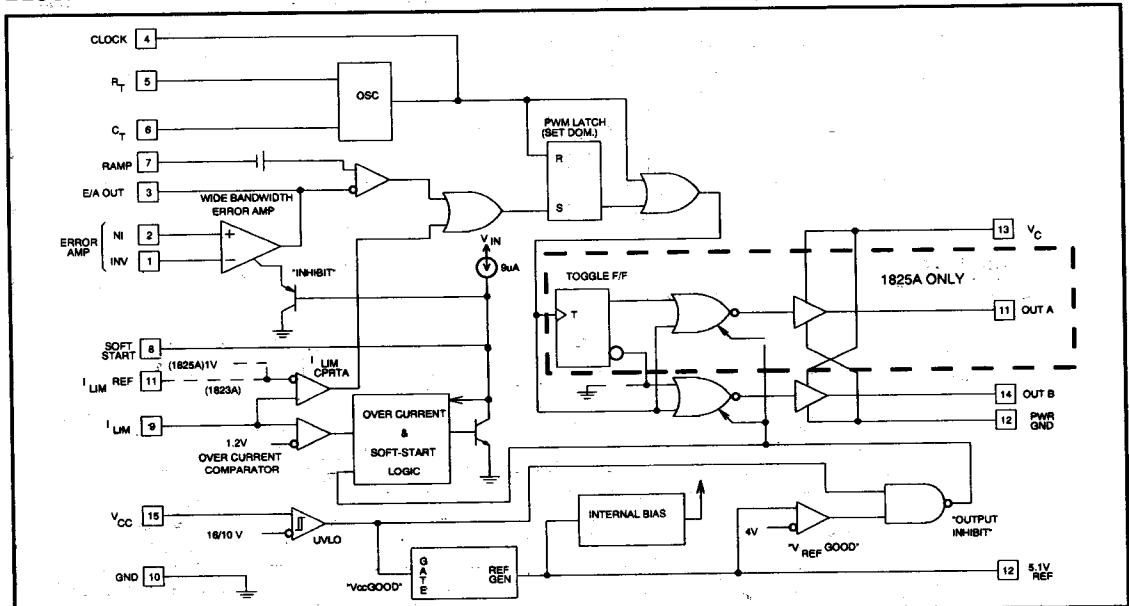 CLOCK 4
R T 5
C T 6
OSC
PWM LATCH
(SET DOM.)
R
S
RAMP 7
E/A OUT 3
WIDE BANDWIDTH
ERROR AMP
ERROR
AMP
NI 2 +
INV 1 −
"INHIBIT"
V IN
9uA
13 V C
1825A ONLY
TOGGLE F/F
T
11 OUT A
SOFT
START 8
(1825A)1V
I LIM REF 11
(1823A)
I LIM
CPRTA
I LIM 9
1.2V
OVER CURRENT
COMPARATOR
OVER CURRENT
&
SOFT-START
LOGIC
14 OUT B
12 PWR
GND
V CC 15
16/10 V
UVLO
INTERNAL BIAS
4V
"V REF GOOD"
"OUTPUT
INHIBIT"
GND 10
"VccGOOD"
GATE
REF
GEN
12 5.1V
REF